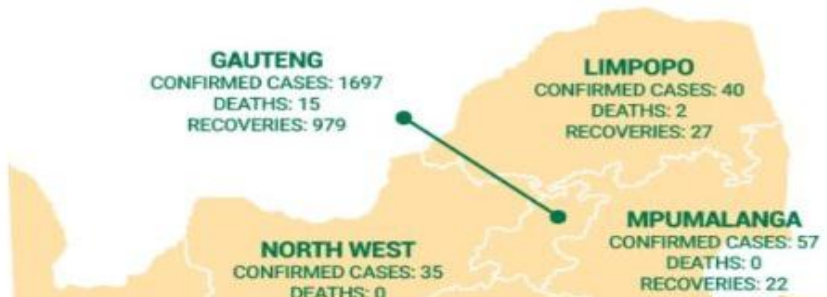 GAUTENG
CONFIRMED CASES: 1697
DEATHS: 15
RECOVERIES: 979
LIMPOPO
CONFIRMED CASES: 40
DEATHS: 2
RECOVERIES: 27
MPUMALANGA
CONFIRMED CASES: 57
DEATHS: 0
RECOVERIES: 22
NORTH WEST
CONFIRMED CASES: 35
DEATHS: 0